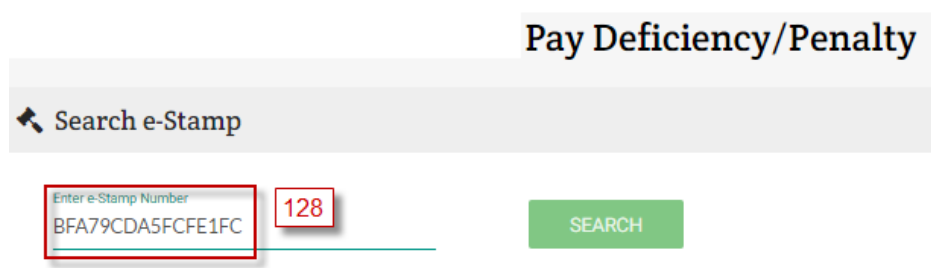 Pay Deficiency/Penalty
Search e-Stamp
Enter e-Stamp Number
BFA79CDA5FCFE1FC
128
SEARCH